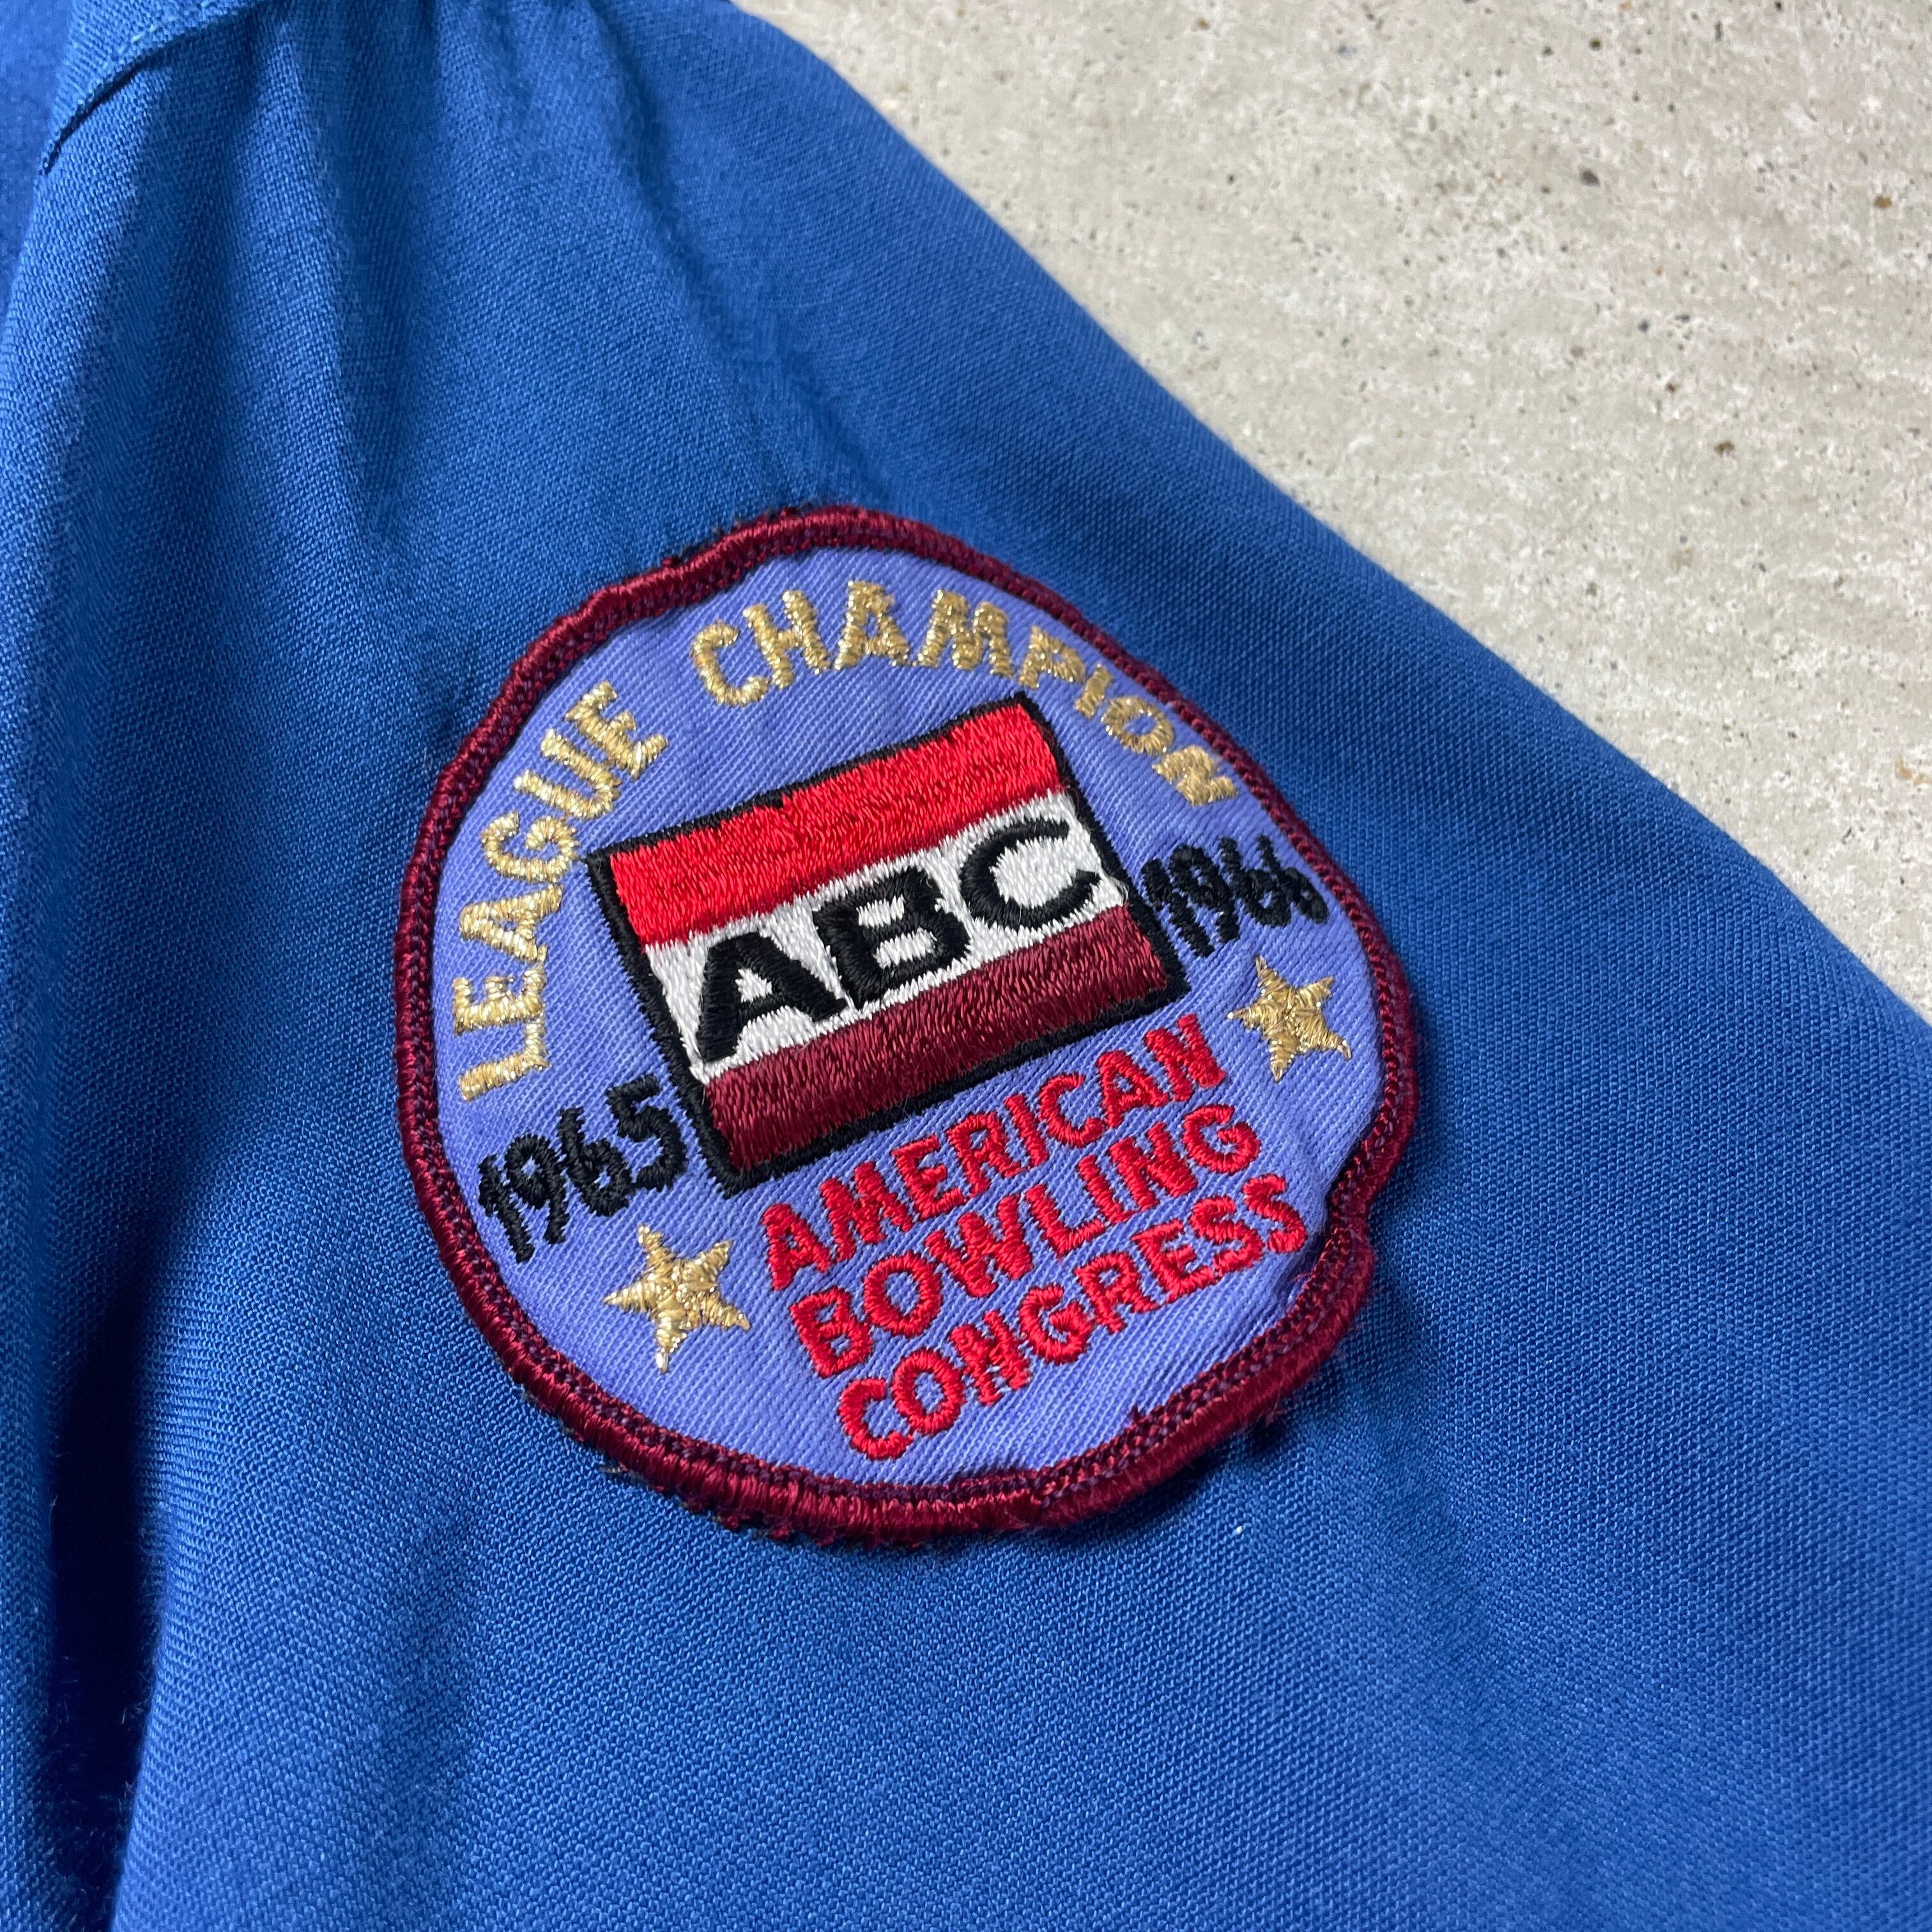 LEAGUE CHAMPION
ABC
1965 1966
AMERICAN
BOWLING
CONGRESS